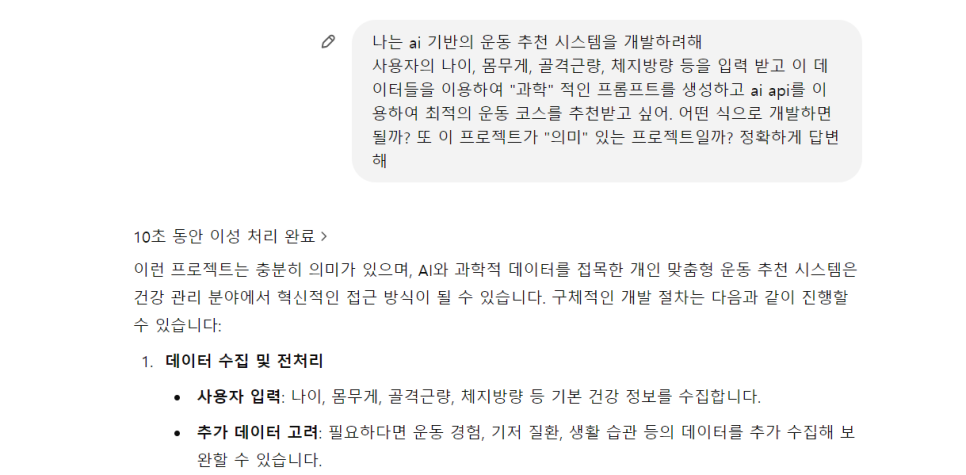 나는 ai 기반의 운동 추천 시스템을 개발하려해
사용자의 나이, 몸무게, 골격근량, 체지방량 등을 입력 받고 이 데
이터들을 이용하여 "과학" 적인 프롬프트를 생성하고 ai api를 이
용하여 최적의 운동 코스를 추천받고 싶어. 어떤 식으로 개발하면
될까? 또 이 프로젝트가 "의미" 있는 프로젝트일까? 정확하게 답변
해
10초 동안 이성 처리 완료 >
이런 프로젝트는 충분히 의미가 있으며, AI와 과학적 데이터를 접목한 개인 맞춤형 운동 추천 시스템은
건강 관리 분야에서 혁신적인 접근 방식이 될 수 있습니다. 구체적인 개발 절차는 다음과 같이 진행할
수 있습니다:
1. 데이터 수집 및 전처리
• 사용자 입력: 나이, 몸무게, 골격근량, 체지방량 등 기본 건강 정보를 수집합니다.
• 추가 데이터 고려: 필요하다면 운동 경험, 기저 질환, 생활 습관 등의 데이터를 추가 수집해 보
완할 수 있습니다.